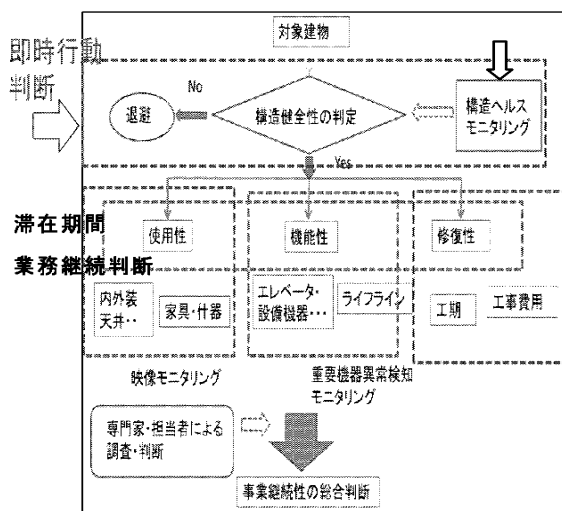 対象建物
即時行動
判断
No
退避
構造健全性の判定
構造ヘルス
モニタリング
Yes
滞在期間
業務継続判断
使用性
機能性
修復性
内外装
天井‥
家具・什器
エレベータ・
設備機器…
ライフライン
工期
工事費用
映像モニタリング
重要機器異常検知
モニタリング
専門家・担当者による
調査・判断
事業継続性の総合判断